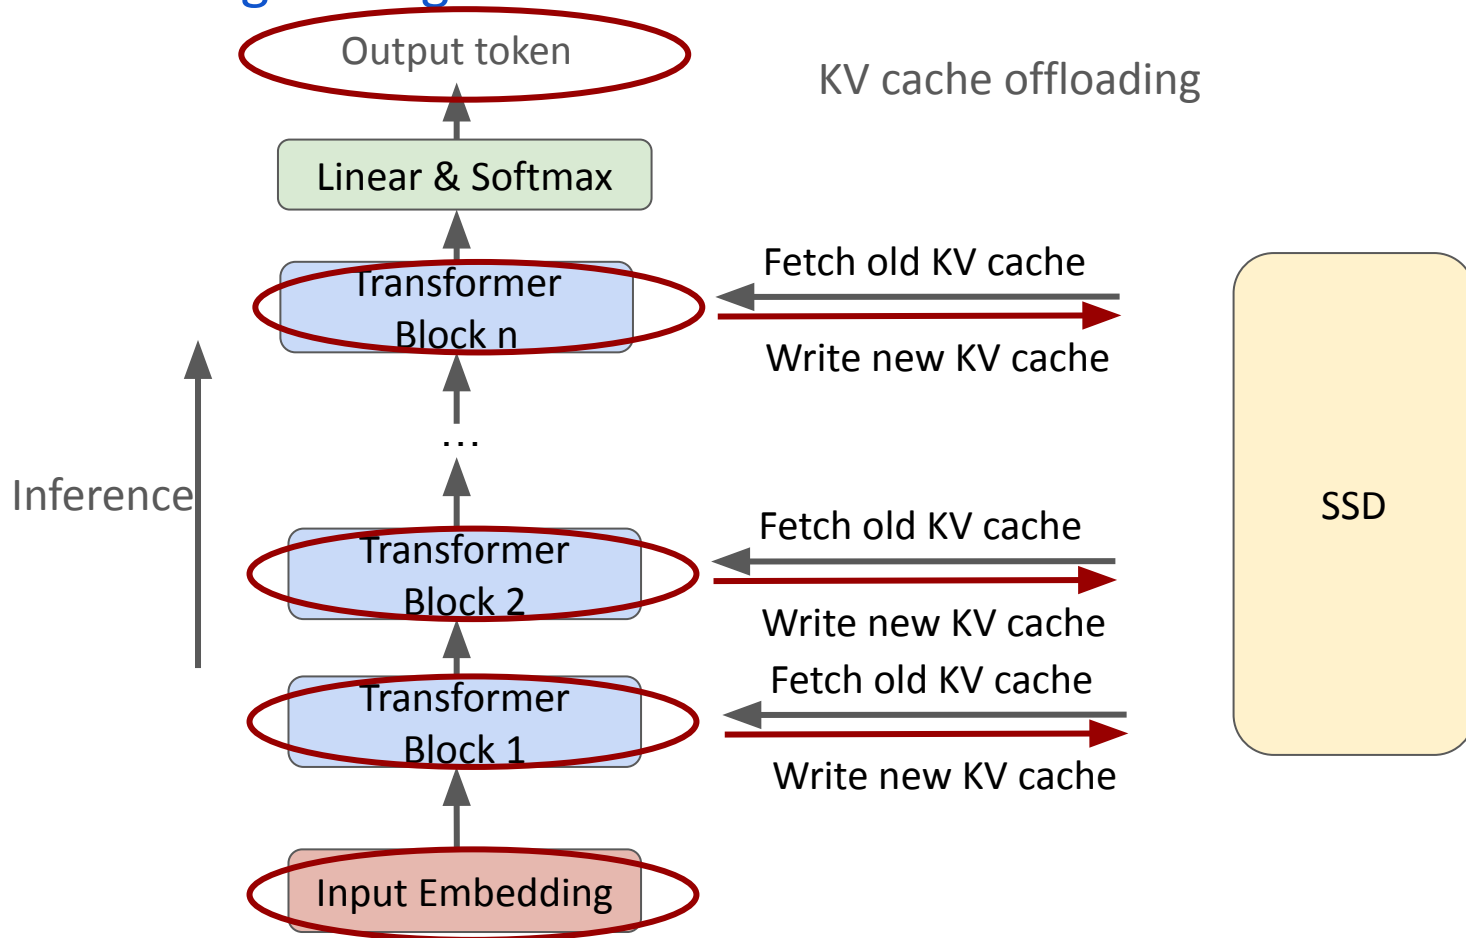 Output token
KV cache offloading
Linear & Softmax
Transformer
Block n
Fetch old KV cache
Write new KV cache
...
Inference
SSD
Transformer
Block 2
Fetch old KV cache
Write new KV cache
Transformer
Block 1
Fetch old KV cache
Write new KV cache
Input Embedding